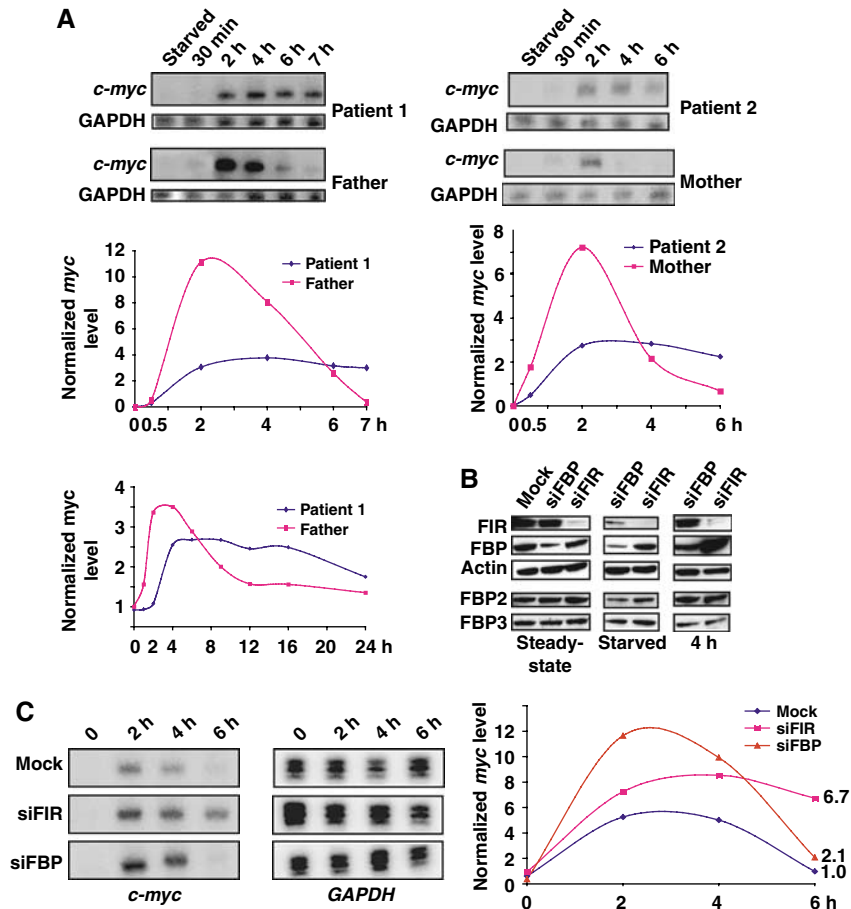 A
Starved 30 min 2 h 4 h 6 h 7 h
c-myc
GAPDH
Patient 1
c-myc
GAPDH
Father
Starved 30 min 2 h 4 h 6 h
c-myc
GAPDH
Patient 2
c-myc
GAPDH
Mother
Normalized myc level
12
10
8
6
4
2
0
0 0.5 2 4 6 7 h
Patient 1
Father
Normalized myc level
8
6
4
2
0
0 0.5 2 4 6 h
Patient 2
Mother
Normalized myc level
4
3
2
1
0 2 4 8 12 16 20 24 h
Patient 1
Father
B
Mock siFBP siFIR siFBP siFIR siFBP siFIR
FIR
FBP
Actin
FBP2
FBP3
Steady-state Starved 4 h
C
0 2 h 4 h 6 h
0 2 h 4 h 6 h
Mock
siFIR
siFBP
c-myc
GAPDH
Normalized myc level
12
10
8
6
4
2
0
0 2 4 6 h
Mock
siFIR
siFBP
6.7
2.1
1.0